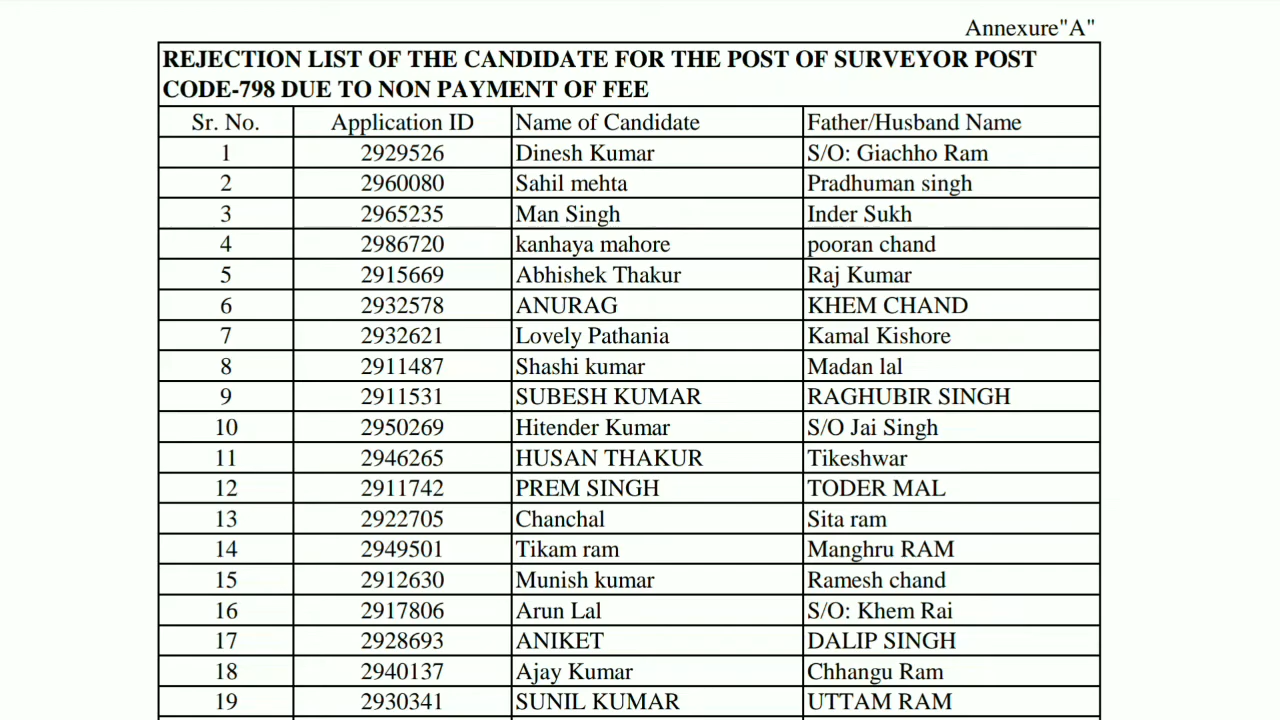 Annexure"A"
REJECTION LIST OF THE CANDIDATE FOR THE POST OF SURVEYOR POST
CODE-798 DUE TO NON PAYMENT OF FEE
Sr. No. Application ID Name of Candidate Father/Husband Name
1 2929526 Dinesh Kumar S/O: Giachho Ram
2 2960080 Sahil mehta Pradhuman singh
3 2965235 Man Singh Inder Sukh
4 2986720 kanhaya mahore pooran chand
5 2915669 Abhishek Thakur Raj Kumar
6 2932578 ANURAG KHEM CHAND
7 2932621 Lovely Pathania Kamal Kishore
8 2911487 Shashi kumar Madan lal
9 2911531 SUBESH KUMAR RAGHUBIR SINGH
10 2950269 Hitender Kumar S/O Jai Singh
11 2946265 HUSAN THAKUR Tikeshwar
12 2911742 PREM SINGH TODER MAL
13 2922705 Chanchal Sita ram
14 2949501 Tikam ram Manghru RAM
15 2912630 Munish kumar Ramesh chand
16 2917806 Arun Lal S/O: Khem Rai
17 2928693 ANIKET DALIP SINGH
18 2940137 Ajay Kumar Chhangu Ram
19 2930341 SUNIL KUMAR UTTAM RAM